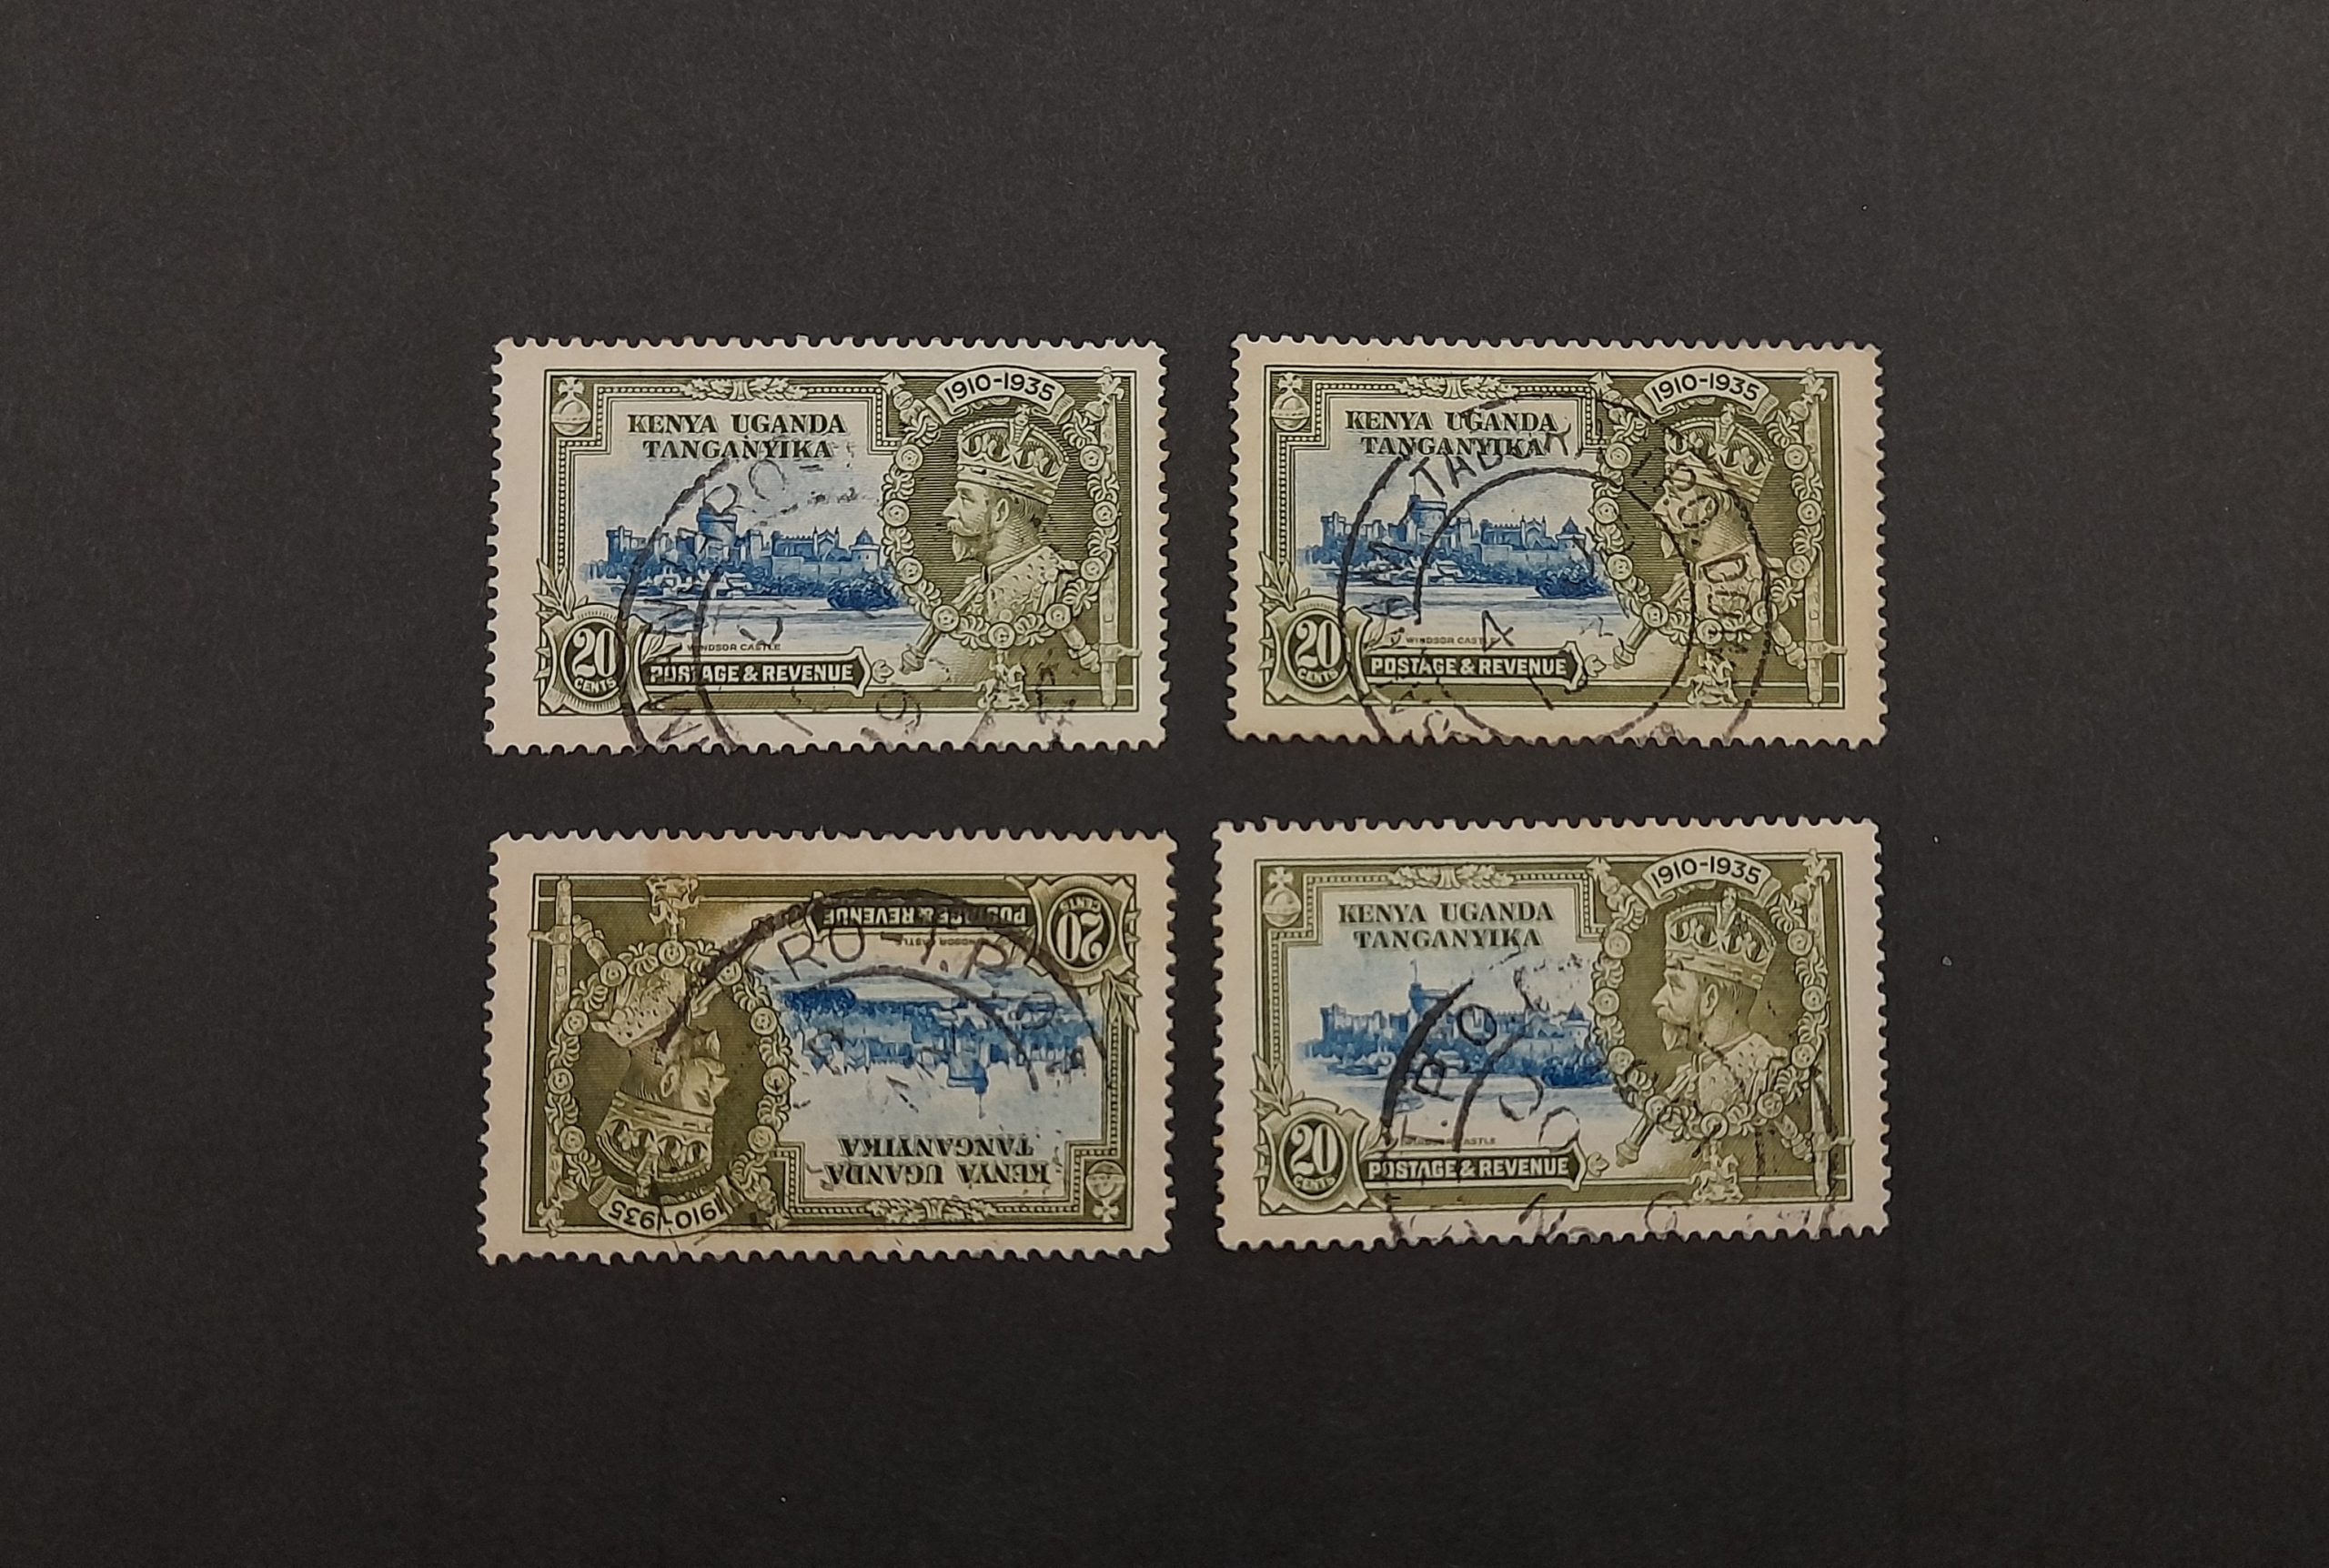 1910-1935
KENYA UGANDA
TANGANYIKA
WINDSOR CASTLE
20
CENTS
POSTAGE & REVENUE
1910-1935
KENYA UGANDA
TANGANYIKA
WINDSOR CASTLE
20
CENTS
POSTAGE & REVENUE
1910-1935
KENYA UGANDA
TANGANYIKA
WINDSOR CASTLE
20
CENTS
POSTAGE & REVENUE
1910-1935
KENYA UGANDA
TANGANYIKA
WINDSOR CASTLE
20
CENTS
POSTAGE & REVENUE